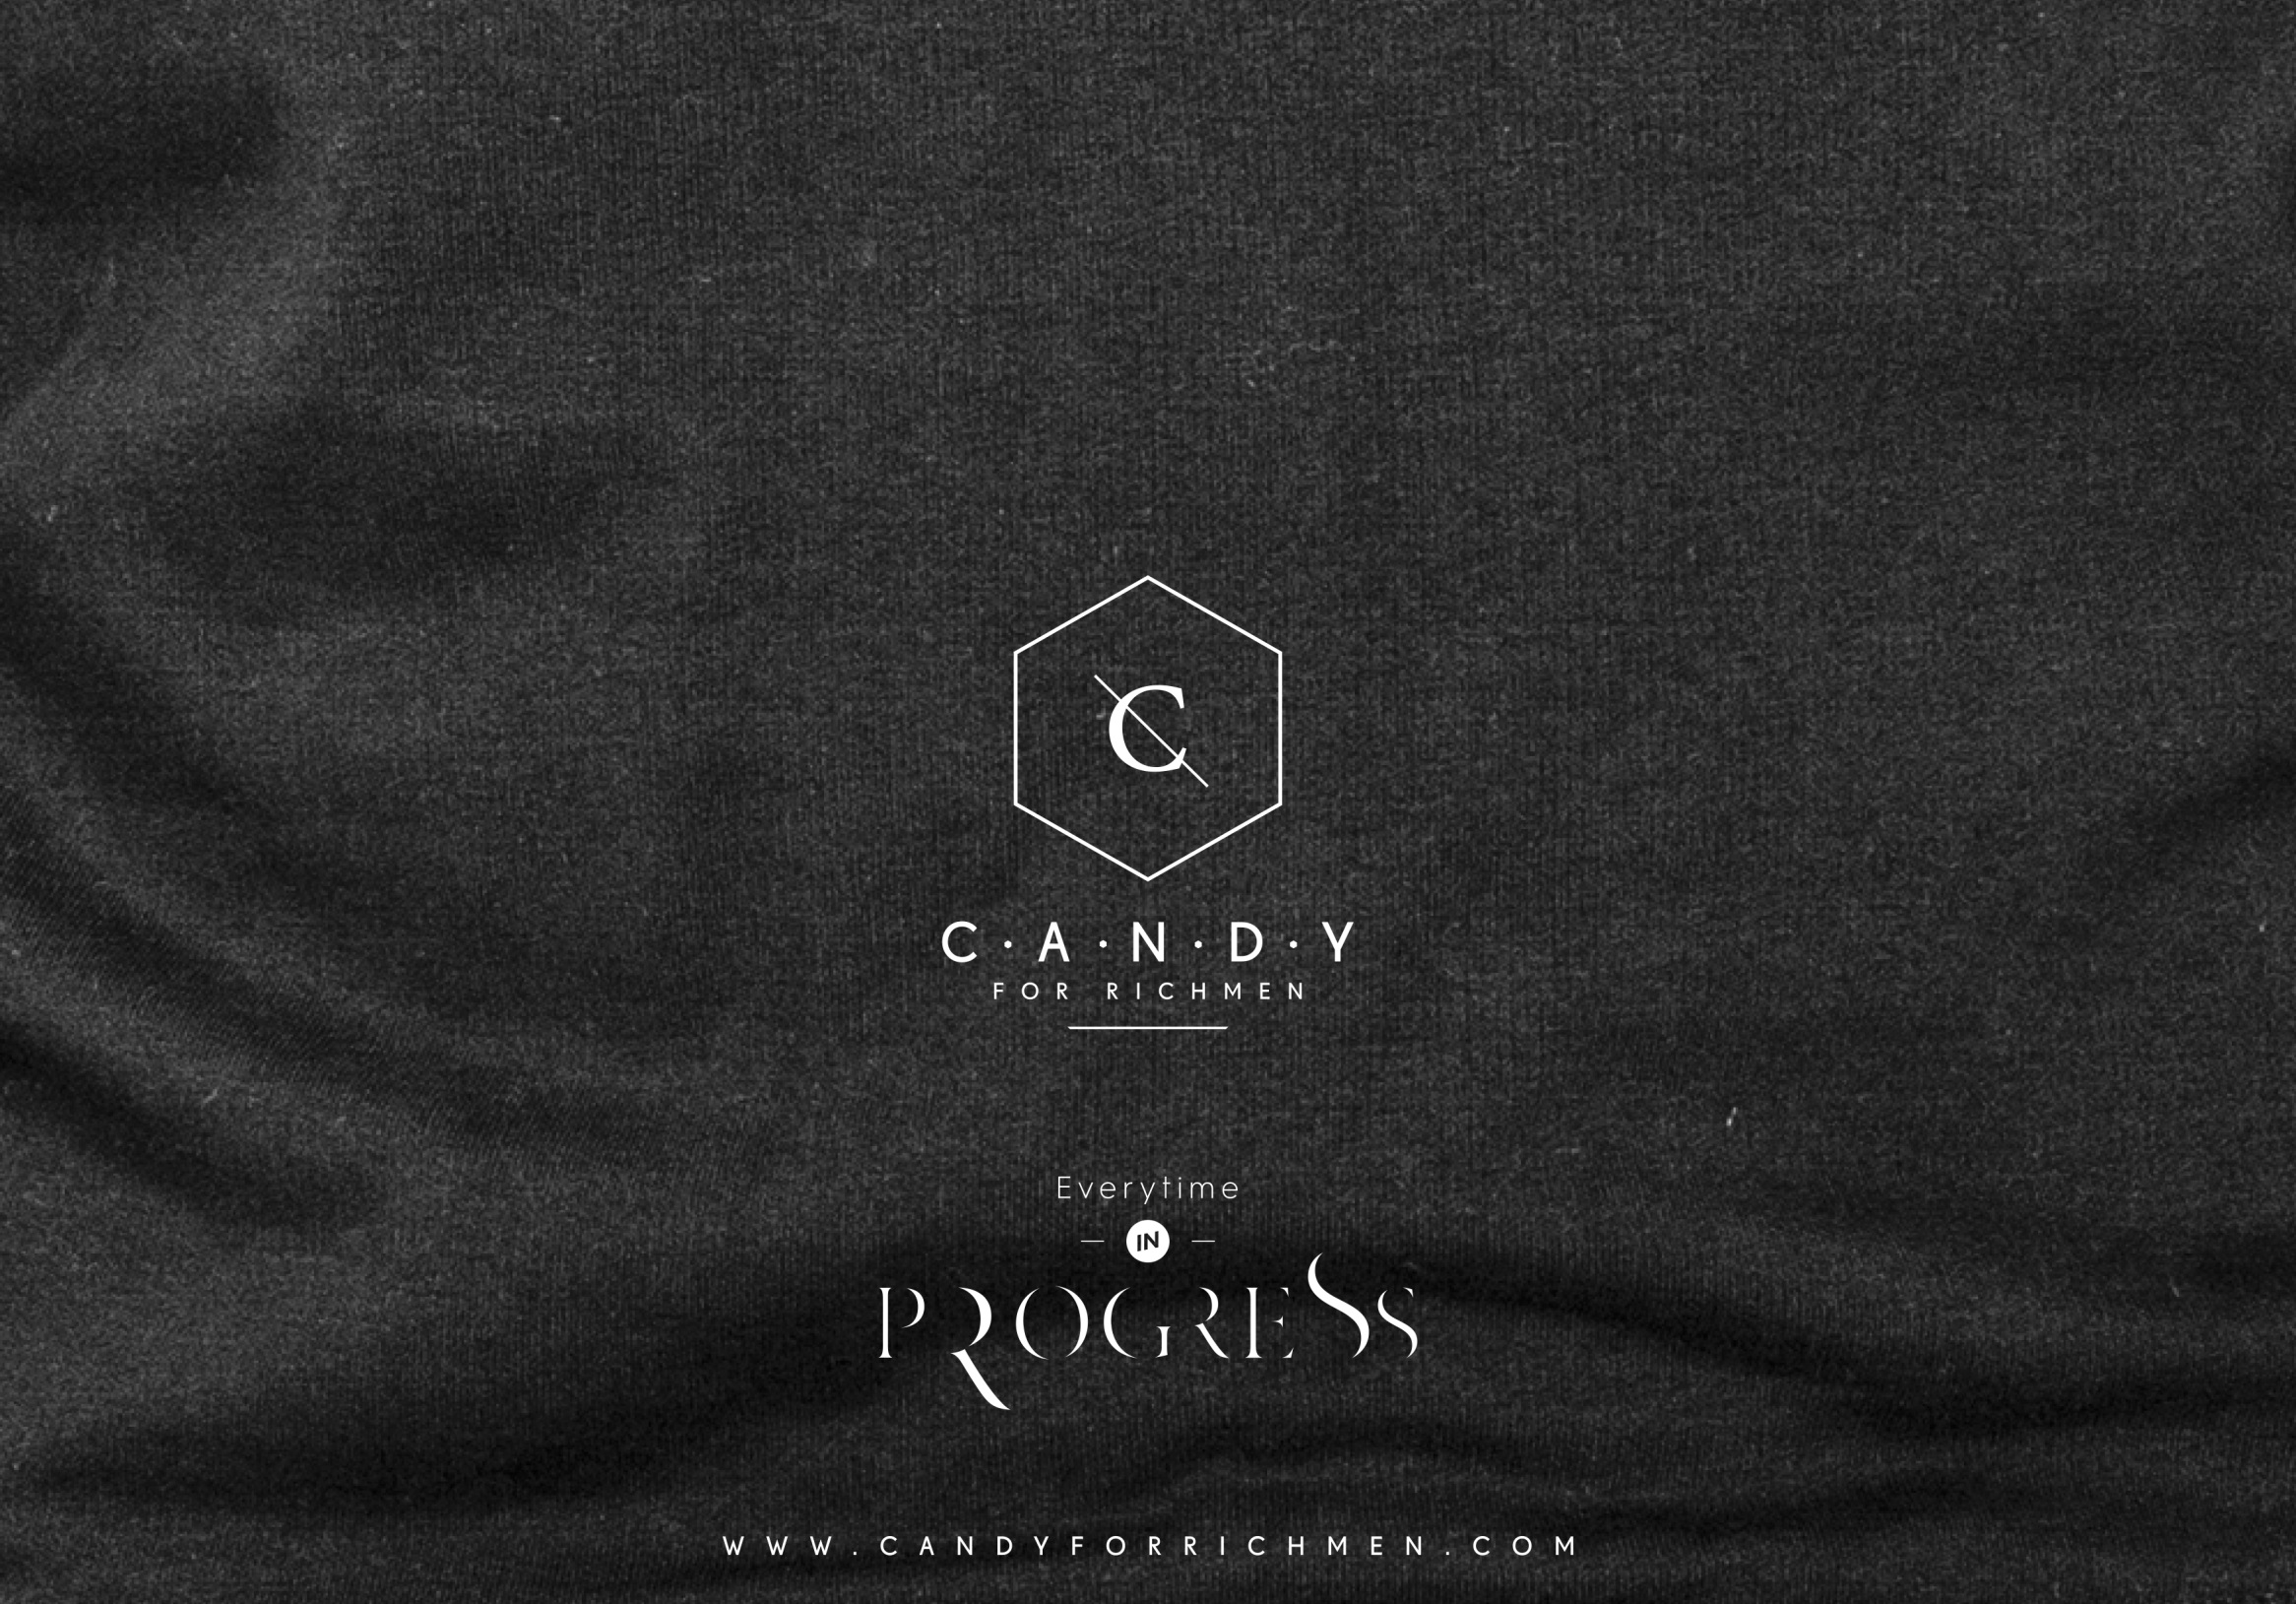 C
C·A·N·D·Y
FOR RICHMEN
Everytime
IN
PROGRESS
WWW.CANDYFORRICHMEN.COM